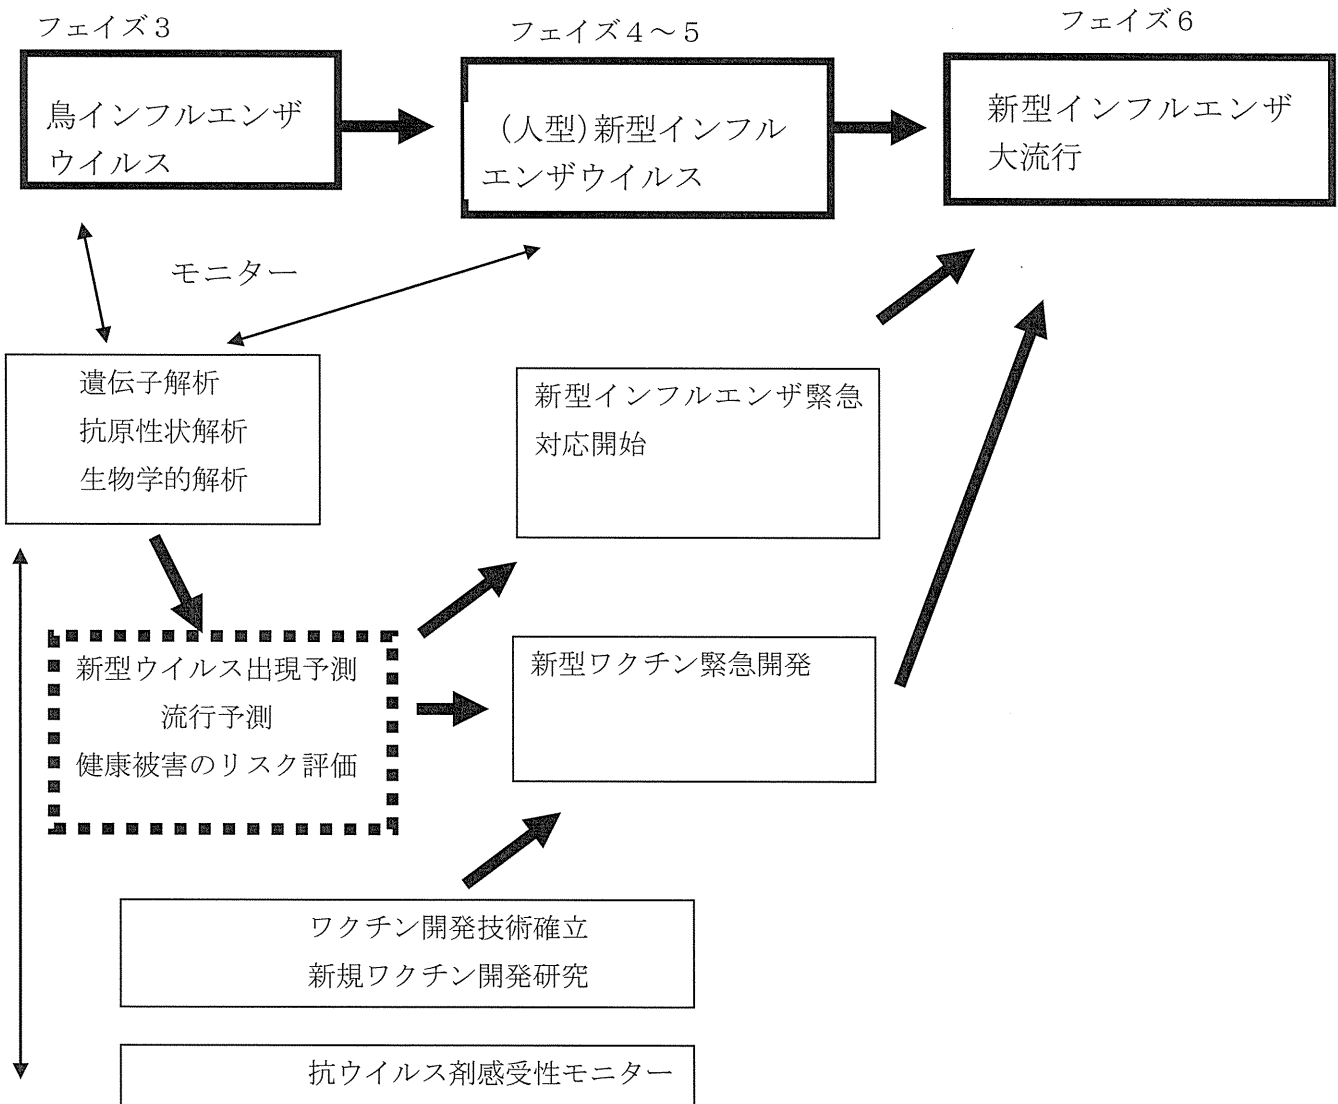 フェイズ３
フェイズ４～５
フェイズ６
鳥インフルエンザ
ウイルス
（人型）新型インフル
エンザウイルス
新型インフルエンザ
大流行
モニター
遺伝子解析
抗原性状解析
生物学的解析
新型インフルエンザ緊急
対応開始
新型ウイルス出現予測
流行予測
健康被害のリスク評価
新型ワクチン緊急開発
ワクチン開発技術確立
新規ワクチン開発研究
抗ウイルス剤感受性モニター